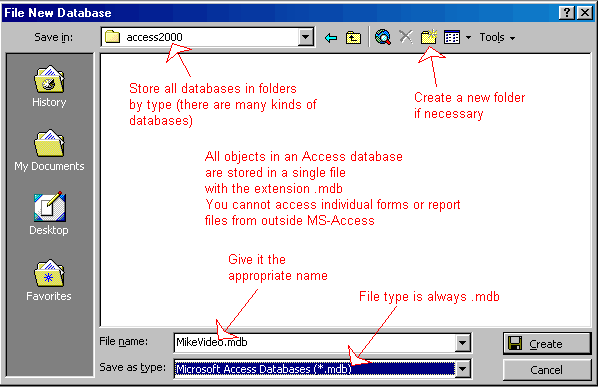 File New Database
Save in:
access2000
Tools
History
My Documents
Desktop
Favorites
Store all databases in folders
by type (there are many kinds of
databases)
Create a new folder
if necessary
All objects in an Access database
are stored in a single file
with the extension .mdb
You cannot access individual forms or report
files from outside MS-Access
Give it the
appropriate name
File type is always .mdb
File name:
MikeVideo.mdb
Create
Save as type:
Microsoft Access Databases (*.mdb)
Cancel